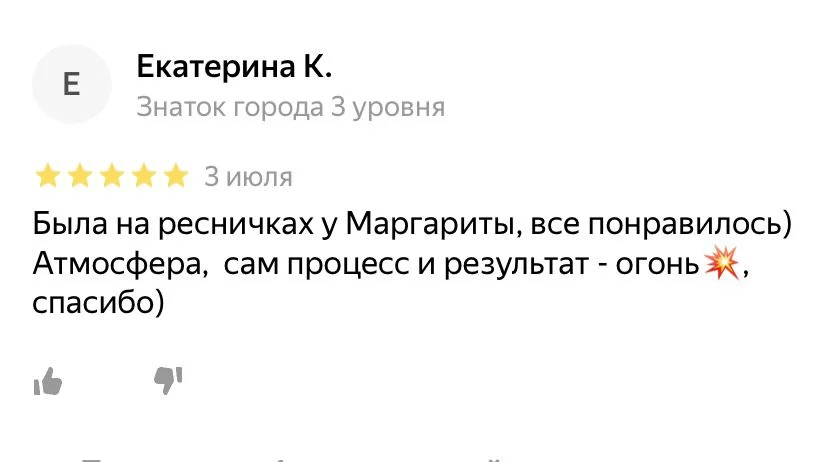 Е
Екатерина К.
Знаток города 3 уровня
3 июля
Была на ресничках у Маргариты, все понравилось)
Атмосфера,  сам процесс и результат - огонь💥,
спасибо)